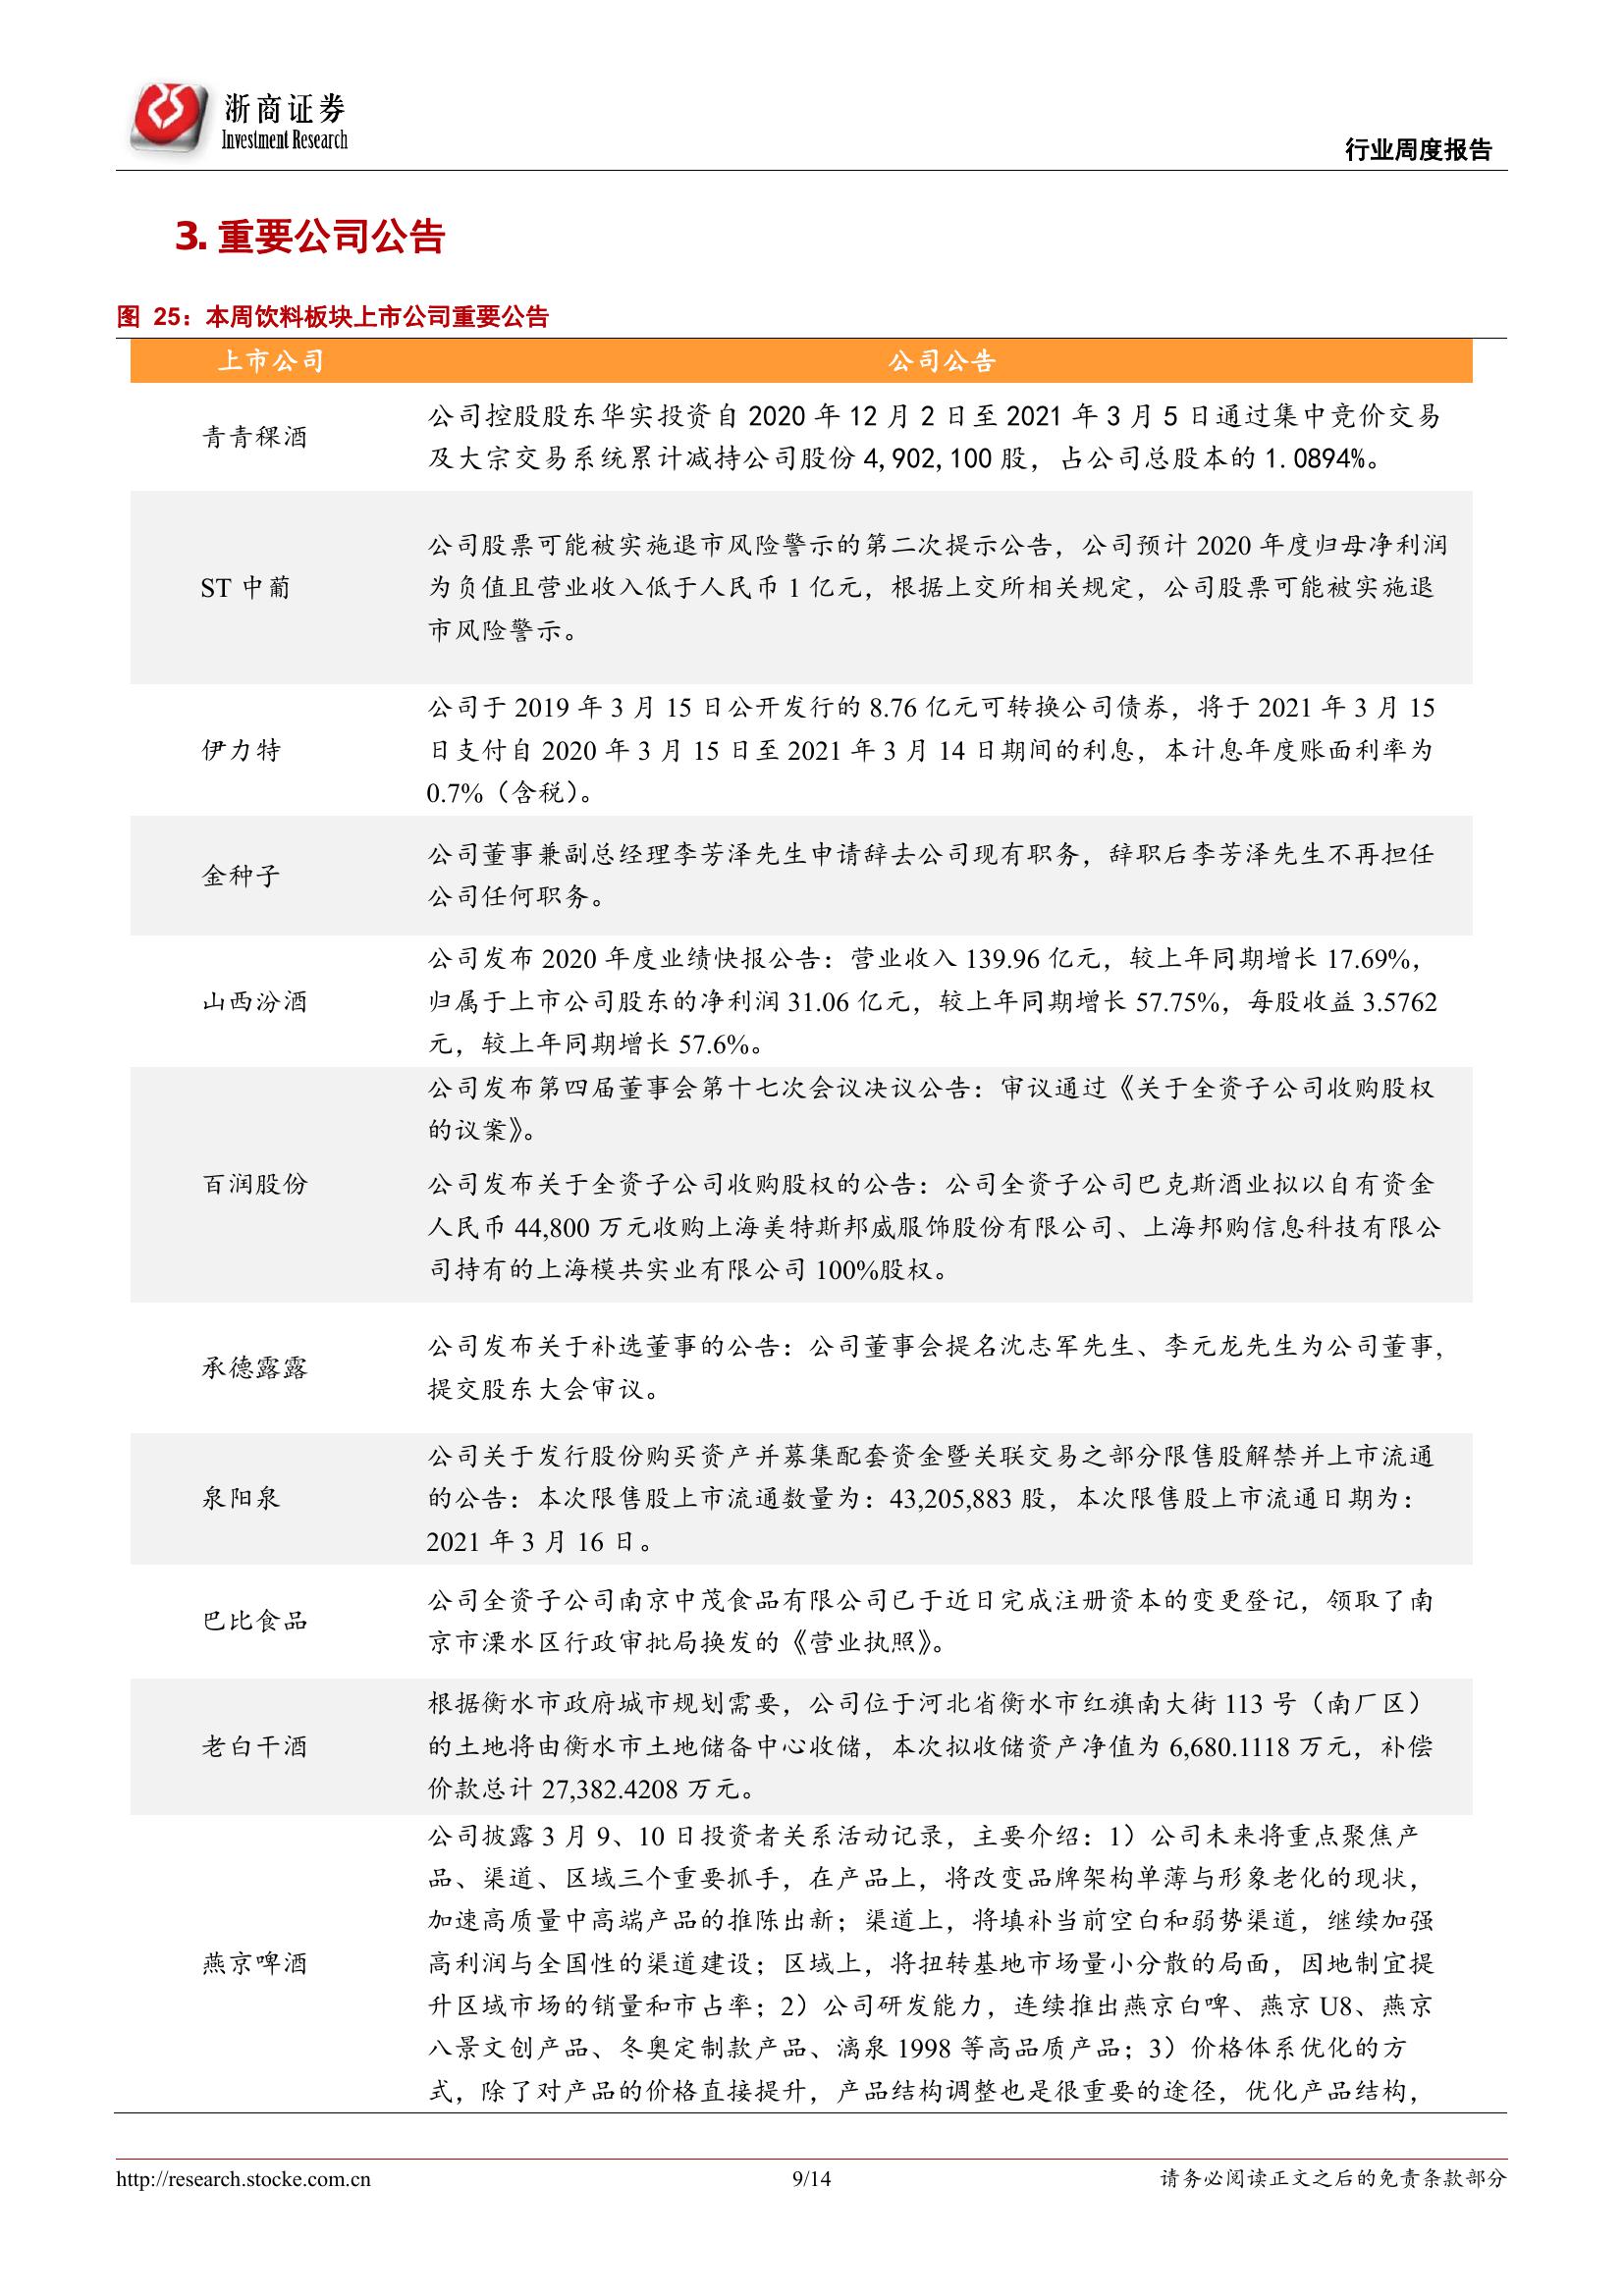 浙商证券
Investment Research
行业周度报告
3. 重要公司公告
图 25：本周饮料板块上市公司重要公告
上市公司 公司公告
青青稞酒
公司控股股东华实投资自 2020 年 12 月 2 日至 2021 年 3 月 5 日通过集中竞价交易
及大宗交易系统累计减持公司股份 4,902,100 股，占公司总股本的 1.0894%。
ST 中葡
公司股票可能被实施退市风险警示的第二次提示公告，公司预计 2020 年度归母净利润
为负值且营业收入低于人民币 1 亿元，根据上交所相关规定，公司股票可能被实施退
市风险警示。
伊力特
公司于 2019 年 3 月 15 日公开发行的 8.76 亿元可转换公司债券，将于 2021 年 3 月 15
日支付自 2020 年 3 月 15 日至 2021 年 3 月 14 日期间的利息，本计息年度账面利率为
0.7%（含税）。
金种子
公司董事兼副总经理李芳泽先生申请辞去公司现有职务，辞职后李芳泽先生不再担任
公司任何职务。
山西汾酒
公司发布 2020 年度业绩快报公告：营业收入 139.96 亿元，较上年同期增长 17.69%，
归属于上市公司股东的净利润 31.06 亿元，较上年同期增长 57.75%，每股收益 3.5762
元，较上年同期增长 57.6%。
百润股份
公司发布第四届董事会第十七次会议决议公告：审议通过《关于全资子公司收购股权
的议案》。
公司发布关于全资子公司收购股权的公告：公司全资子公司巴克斯酒业拟以自有资金
人民币 44,800 万元收购上海美特斯邦威服饰股份有限公司、上海邦购信息科技有限公
司持有的上海模共实业有限公司 100%股权。
承德露露
公司发布关于补选董事的公告：公司董事会提名沈志军先生、李元龙先生为公司董事,
提交股东大会审议。
泉阳泉
公司关于发行股份购买资产并募集配套资金暨关联交易之部分限售股解禁并上市流通
的公告：本次限售股上市流通数量为：43,205,883 股，本次限售股上市流通日期为：
2021 年 3 月 16 日。
巴比食品
公司全资子公司南京中茂食品有限公司已于近日完成注册资本的变更登记，领取了南
京市溧水区行政审批局换发的《营业执照》。
老白干酒
根据衡水市政府城市规划需要，公司位于河北省衡水市红旗南大街 113 号（南厂区）
的土地将由衡水市土地储备中心收储，本次拟收储资产净值为 6,680.1118 万元，补偿
价款总计 27,382.4208 万元。
燕京啤酒
公司披露 3 月 9、10 日投资者关系活动记录，主要介绍：1）公司未来将重点聚焦产
品、渠道、区域三个重要抓手，在产品上，将改变品牌架构单薄与形象老化的现状，
加速高质量中高端产品的推陈出新；渠道上，将填补当前空白和弱势渠道，继续加强
高利润与全国性的渠道建设；区域上，将扭转基地市场量小分散的局面，因地制宜提
升区域市场的销量和市占率；2）公司研发能力，连续推出燕京白啤、燕京 U8、燕京
八景文创产品、冬奥定制款产品、漓泉 1998 等高品质产品；3）价格体系优化的方
式，除了对产品的价格直接提升，产品结构调整也是很重要的途径，优化产品结构，
http://research.stocke.com.cn 9/14 请务必阅读正文之后的免责条款部分